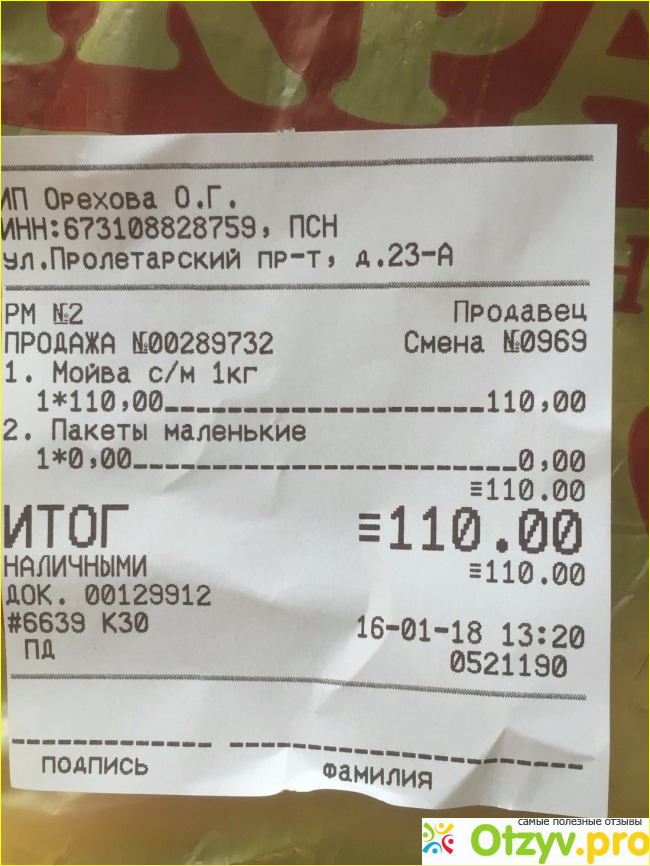 ИП Орехова О.Г.
ИНН:673108828759, ПСН
ул.Пролетарский пр-т, д.23-А
РМ №2 Продавец
ПРОДАЖА №00289732 Смена №0969
1. Мойва с/м 1кг
1*110,00 110,00
2. Пакеты маленькие
1*0,00 0,00
≡110.00
ИТОГ ≡110.00
НАЛИЧНЫМИ ≡110.00
ДОК. 00129912
#6639 К30 16-01-18 13:20
ПД 0521190
ПОДПИСЬ ФАМИЛИЯ
самые полезные отзывы
Otzyv.pro